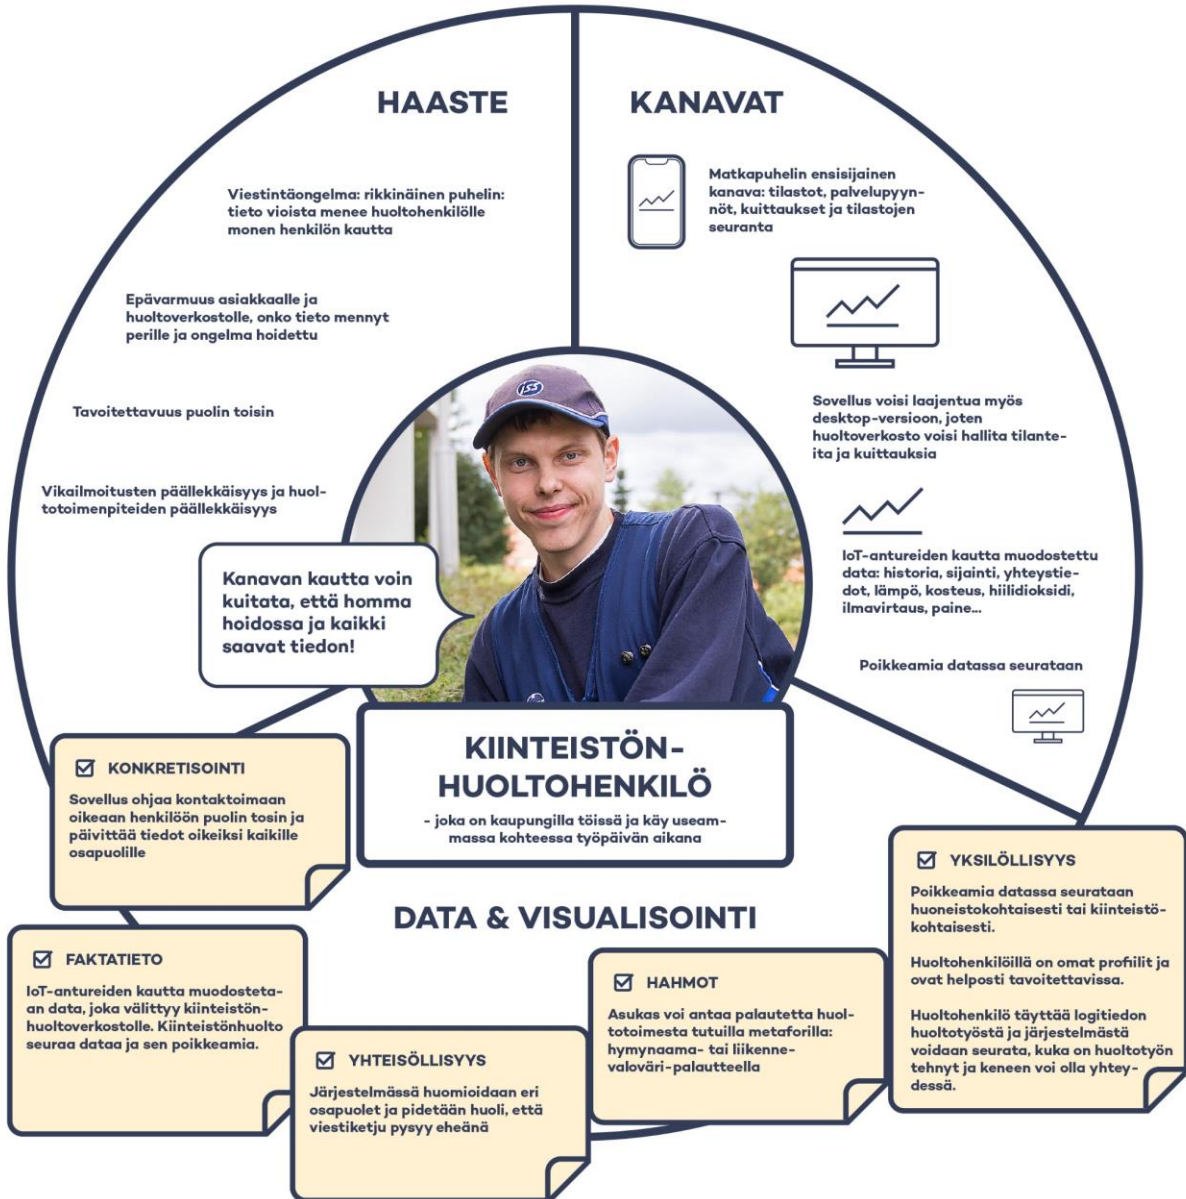 HAASTE
Viestintäongelma: rikkinäinen puhelin:
tieto vioista menee huoltohenkilölle
monen henkilön kautta
Epävarmuus asiakkaalle ja
huoltoverkostolle, onko tieto mennyt
perille ja ongelma hoidettu
Tavoitettavuus puolin toisin
Vikailmoitusten päällekkäisyys ja huol-
totoimenpiteiden päällekkäisyys
KANAVAT
Matkapuhelin ensisijainen
kanava: tilastot, palvelupyyn-
nöt, kuittaukset ja tilastojen
seuranta
Sovellus voisi laajentua myös
desktop-versioon, joten
huoltoverkosto voisi hallita tilante-
ita ja kuittauksia
IoT-antureiden kautta muodostettu
data: historia, sijainti, yhteystie-
dot, lämpö, kosteus, hiilidioksidi,
ilmavirtaus, paine...
Poikkeamia datassa seurataan
ISS
Kanavan kautta voin
kuitata, että homma
hoidossa ja kaikki
saavat tiedon!
KIINTEISTÖN-
HUOLTOHENKILÖ
- joka on kaupungilla töissä ja käy useam-
massa kohteessa työpäivän aikana
DATA & VISUALISOINTI
KONKRETISOINTI
Sovellus ohjaa kontaktoimaan
oikeaan henkilöön puolin tosin ja
päivittää tiedot oikeiksi kaikille
osapuolille
FAKTATIETO
IoT-antureiden kautta muodosteta-
an data, joka välittyy kiinteistön-
huoltoverkostolle. Kiinteistönhuolto
seuraa dataa ja sen poikkeamia.
YHTEISÖLLISYYS
Järjestelmässä huomioidaan eri
osapuolet ja pidetään huoli, että
viestiketju pysyy eheänä
HAHMOT
Asukas voi antaa palautetta huol-
totoimesta tutuilla metaforilla:
hymynaama- tai liikenne-
valoväri-palautteella
YKSILÖLLISYYS
Poikkeamia datassa seurataan
huoneistokohtaisesti tai kiinteistö-
kohtaisesti.
Huoltohenkilöillä on omat profiilit ja
ovat helposti tavoitettavissa.
Huoltohenkilö täyttää logitiedon
huoltotyöstä ja järjestelmästä
voidaan seurata, kuka on huoltotyön
tehnyt ja keneen voi olla yhtey-
dessä.